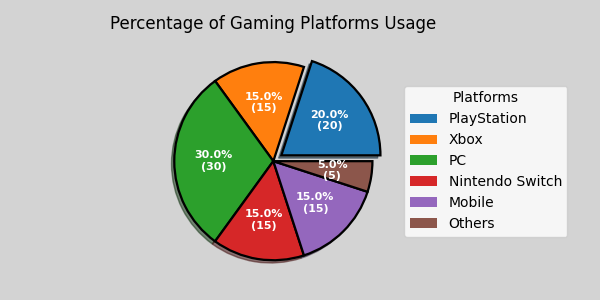 Percentage of Gaming Platforms Usage
15.0%
(15)
20.0%
(20)
30.0%
(30)
5.0%
(5)
15.0%
(15)
15.0%
(15)
Platforms
PlayStation
Xbox
PC
Nintendo Switch
Mobile
Others